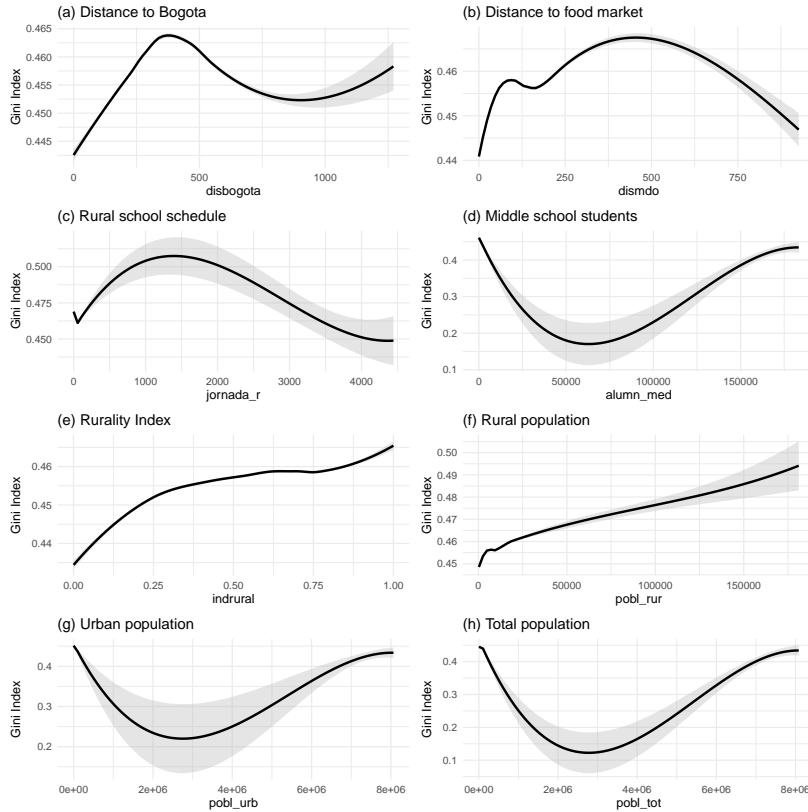 (a) Distance to Bogota
Gini Index
0.465
0.460
0.455
0.450
0.445
0
500
1000
disbogota
(b) Distance to food market
Gini Index
0.46
0.45
0.44
0
250
500
750
dismdo
(c) Rural school schedule
Gini Index
0.500
0.475
0.450
0
1000
2000
3000
4000
jornada_r
(d) Middle school students
Gini Index
0.4
0.3
0.2
0.1
0
50000
100000
150000
alumn_med
(e) Rurality Index
Gini Index
0.46
0.45
0.44
0.00
0.25
0.50
0.75
1.00
indrural
(f) Rural population
Gini Index
0.50
0.49
0.48
0.47
0.46
0.45
0
50000
100000
150000
pobl_rur
(g) Urban population
Gini Index
0.4
0.3
0.2
0e+00
2e+06
4e+06
6e+06
8e+06
pobl_urb
(h) Total population
Gini Index
0.4
0.3
0.2
0.1
0e+00
2e+06
4e+06
6e+06
8e+06
pobl_tot